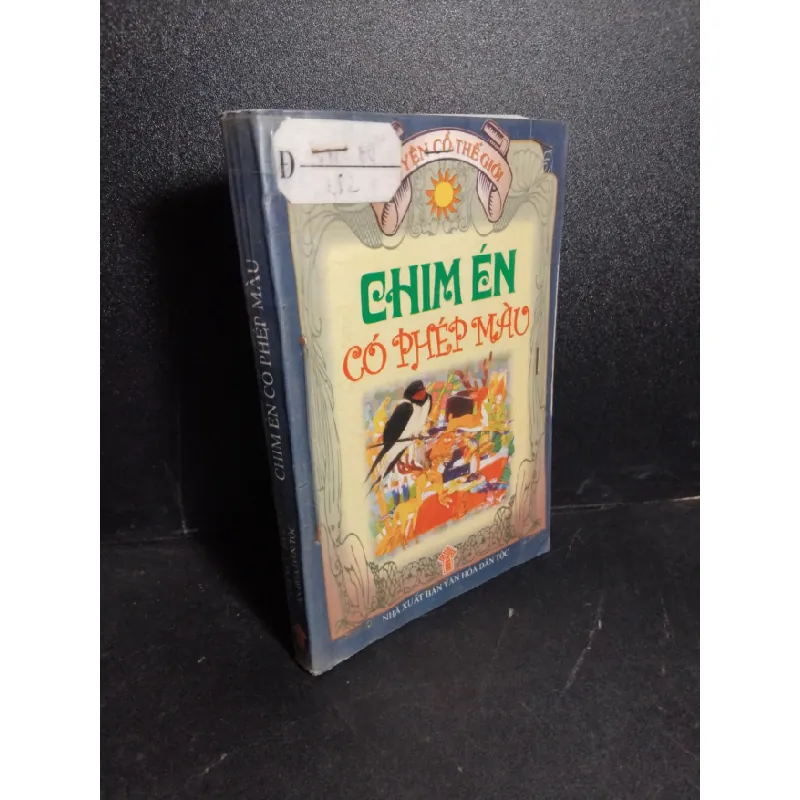 Đ
YỆN CỔ THẾ GIỚI
CHIM ÉN
CÓ PHÉP MÀU
NHÀ XUẤT BẢN VĂN HÓA DÂN TỘC
CHIM ÉN CÓ PHÉP MÀU